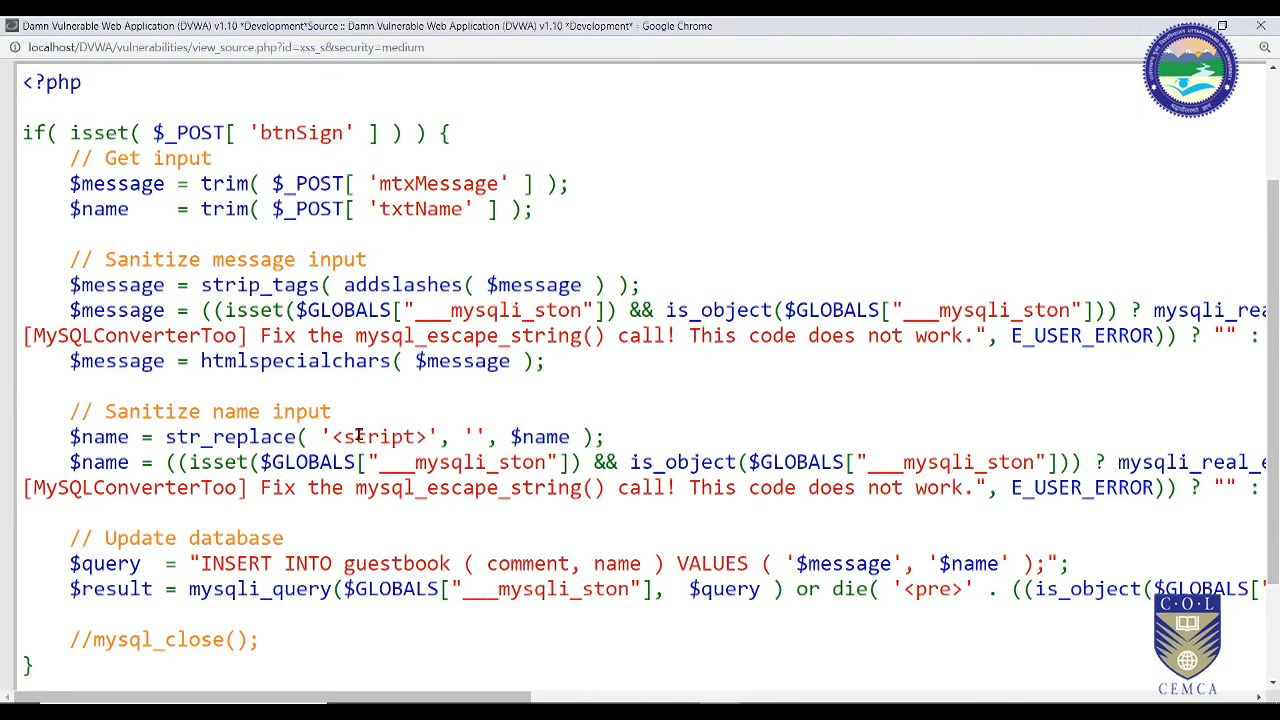 Damn Vulnerable Web Application (DVWA) v1.10 *Development*Source :: Damn Vulnerable Web Application (DVWA) v1.10 *Development* - Google Chrome
localhost/DVWA/vulnerabilities/view_source.php?id=xss_s&security=medium
<?php
if( isset( $_POST[ 'btnSign' ] ) ) {
// Get input
$message = trim( $_POST[ 'mtxMessage' ] );
$name    = trim( $_POST[ 'txtName' ] );
// Sanitize message input
$message = strip_tags( addslashes( $message ) );
$message = ((isset($GLOBALS["___mysqli_ston"]) && is_object($GLOBALS["___mysqli_ston"])) ? mysqli_rea
[MySQLConverterToo] Fix the mysql_escape_string() call! This code does not work.", E_USER_ERROR)) ? "" :
$message = htmlspecialchars( $message );
// Sanitize name input
$name = str_replace( '<script>', '', $name );
$name = ((isset($GLOBALS["___mysqli_ston"]) && is_object($GLOBALS["___mysqli_ston"])) ? mysqli_real_e
[MySQLConverterToo] Fix the mysql_escape_string() call! This code does not work.", E_USER_ERROR)) ? "" :
// Update database
$query  = "INSERT INTO guestbook ( comment, name ) VALUES ( '$message', '$name' );";
$result = mysqli_query($GLOBALS["___mysqli_ston"],  $query ) or die( '<pre>' . ((is_object($GLOBALS["
//mysql_close();
}
C·O·L
CEMCA